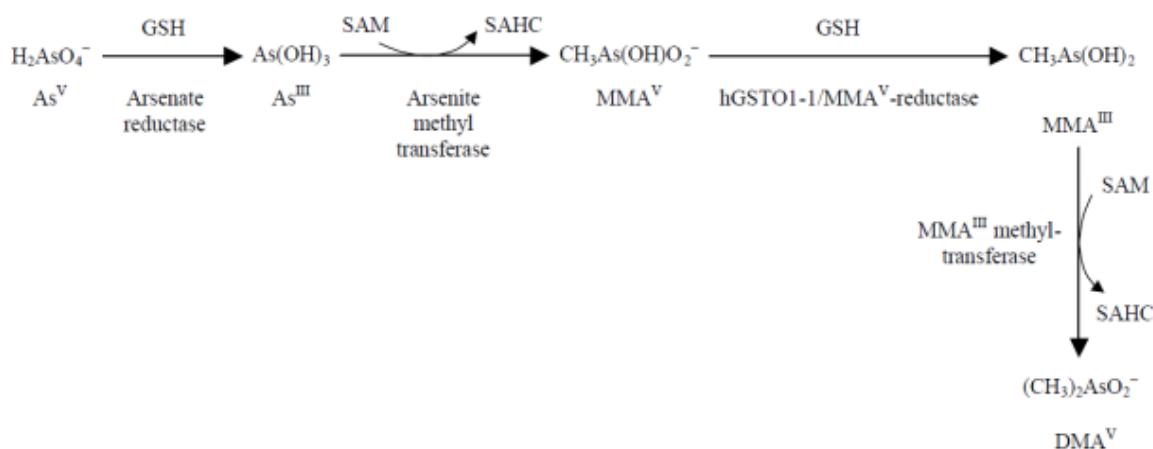 GSH
SAM
SAHC
GSH
H₂AsO₄⁻
As(OH)₃
CH₃As(OH)O₂⁻
CH₃As(OH)₂
Asⱽ
Arsenate
reductase
Asᴵᴵᴵ
Arsenite
methyl
transferase
MMAⱽ
hGSTO1-1/MMAⱽ-reductase
MMAᴵᴵᴵ
SAM
MMAᴵᴵᴵ methyl-
transferase
SAHC
(CH₃)₂AsO₂⁻
DMAⱽ